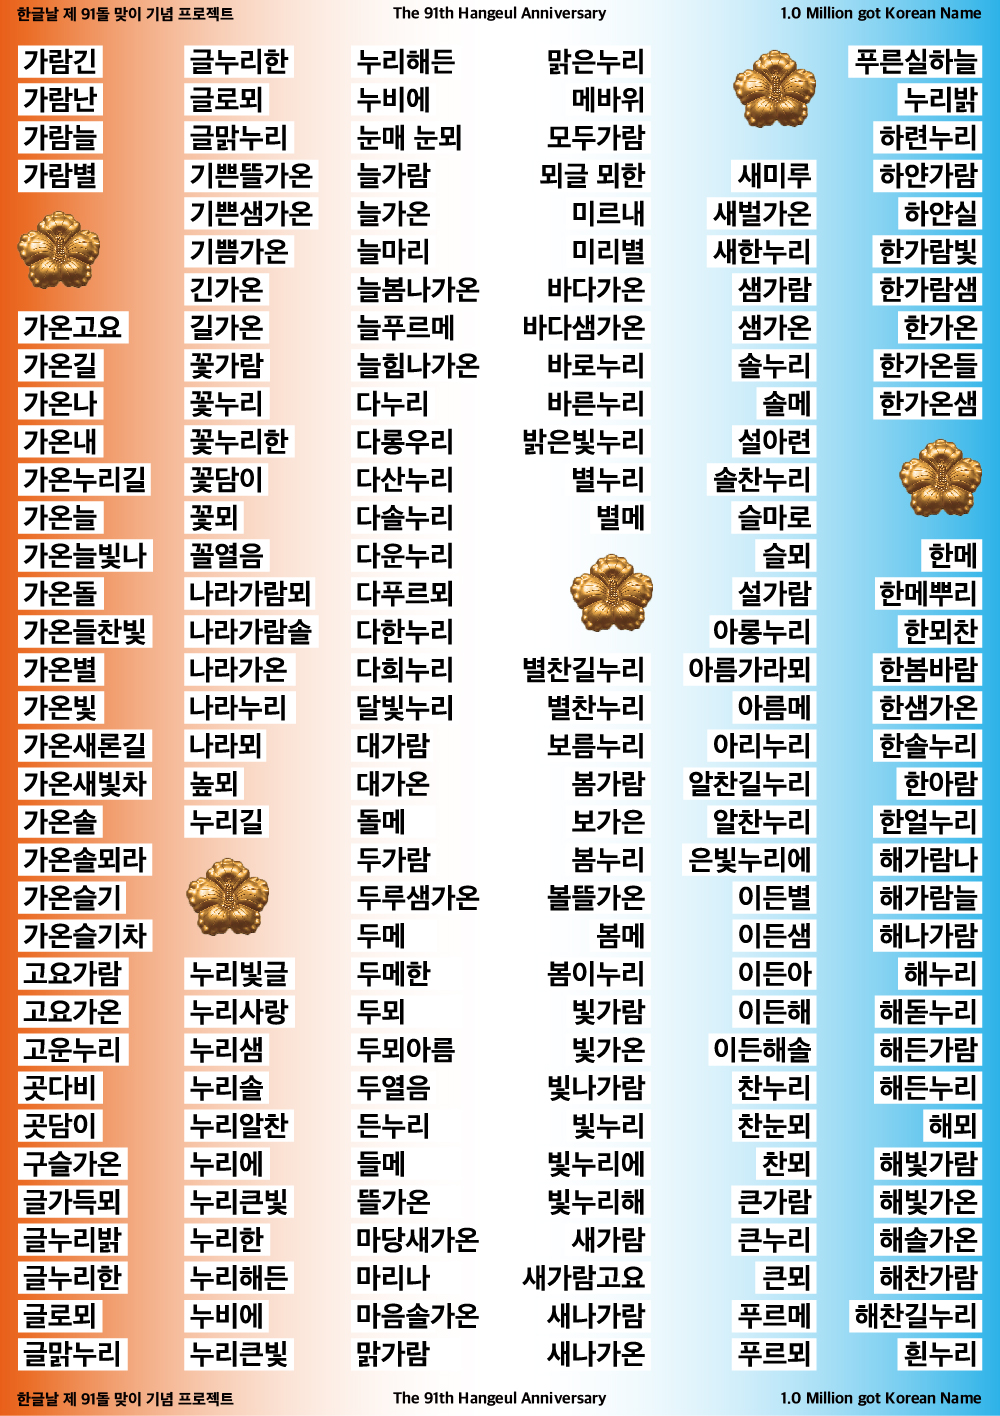 한글날 제 91돌 맞이 기념 프로젝트
The 91th Hangeul Anniversary
1.0 Million got Korean Name
가람긴
가람난
가람늘
가람별
가온고요
가온길
가온나
가온내
가온누리길
가온늘
가온늘빛나
가온돌
가온들찬빛
가온별
가온빛
가온새론길
가온새빛차
가온솔
가온솔뫼라
가온슬기
가온슬기차
고요가람
고요가온
고운누리
곳다비
곳담이
구슬가온
글가득뫼
글누리밝
글누리한
글로뫼
글맑누리
글누리한
글로뫼
글맑누리
기쁜뜰가온
기쁜샘가온
기쁨가온
긴가온
길가온
꽃가람
꽃누리
꽃누리한
꽃담이
꽃뫼
꼴열음
나라가람뫼
나라가람솔
나라가온
나라누리
나라뫼
높뫼
누리길
누리빛글
누리사랑
누리샘
누리솔
누리알찬
누리에
누리큰빛
누리한
누리해든
누비에
누리큰빛
누리해든
누비에
눈매 눈뫼
늘가람
늘가온
늘마리
늘봄나가온
늘푸르메
늘힘나가온
다누리
다롱우리
다산누리
다솔누리
다운누리
다푸르뫼
다한누리
다희누리
달빛누리
대가람
대가온
돌메
두가람
두루샘가온
두메
두메한
두뫼
두뫼아름
두열음
든누리
들메
뜰가온
마당새가온
마리나
마음솔가온
맑가람
맑은누리
메바위
모두가람
뫼글 뫼한
미르내
미리별
바다가온
바다샘가온
바로누리
바른누리
밝은빛누리
별누리
별메
별찬길누리
별찬누리
보름누리
봄가람
보가은
봄누리
볼뜰가온
봄메
봄이누리
빛가람
빛가온
빛나가람
빛누리
빛누리에
빛누리해
새가람
새가람고요
새나가람
새나가온
새미루
새벌가온
새한누리
샘가람
샘가온
솔누리
솔메
설아련
솔찬누리
슬마로
슬뫼
설가람
아롱누리
아름가라뫼
아름메
아리누리
알찬길누리
알찬누리
은빛누리에
이든별
이든샘
이든아
이든해
이든해솔
찬누리
찬눈뫼
찬뫼
큰가람
큰누리
큰뫼
푸르메
푸르뫼
푸른실하늘
누리밝
하련누리
하얀가람
하얀실
한가람빛
한가람샘
한가온
한가온들
한가온샘
한메
한메뿌리
한뫼찬
한봄바람
한샘가온
한솔누리
한아람
한얼누리
해가람나
해가람늘
해나가람
해누리
해돋누리
해든가람
해든누리
해뫼
해빛가람
해빛가온
해솔가온
해찬가람
해찬길누리
흰누리
한글날 제 91돌 맞이 기념 프로젝트
The 91th Hangeul Anniversary
1.0 Million got Korean Name